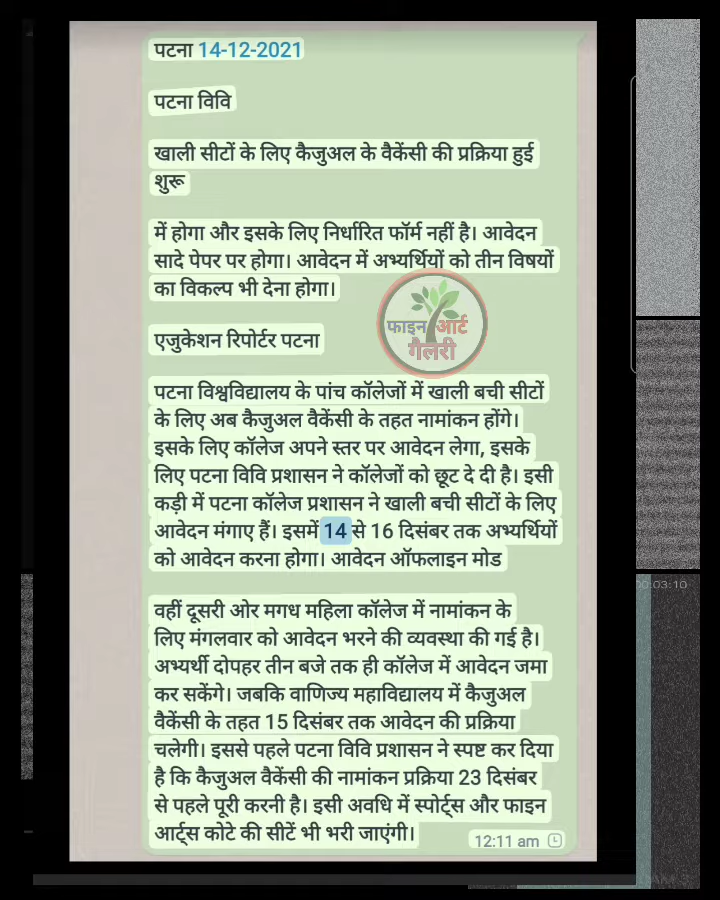 पटना 14-12-2021
पटना विवि
खाली सीटों के लिए कैजुअल के वैकेंसी की प्रक्रिया हुई
शुरू
में होगा और इसके लिए निर्धारित फॉर्म नहीं है। आवेदन
सादे पेपर पर होगा। आवेदन में अभ्यर्थियों को तीन विषयों
का विकल्प भी देना होगा।
फाइन आर्ट
गैलरी
एजुकेशन रिपोर्टर पटना
पटना विश्वविद्यालय के पांच कॉलेजों में खाली बची सीटों
के लिए अब कैजुअल वैकेंसी के तहत नामांकन होंगे।
इसके लिए कॉलेज अपने स्तर पर आवेदन लेगा, इसके
लिए पटना विवि प्रशासन ने कॉलेजों को छूट दे दी है। इसी
कड़ी में पटना कॉलेज प्रशासन ने खाली बची सीटों के लिए
आवेदन मंगाए हैं। इसमें 14 से 16 दिसंबर तक अभ्यर्थियों
को आवेदन करना होगा। आवेदन ऑफलाइन मोड
00:03:10
वहीं दूसरी ओर मगध महिला कॉलेज में नामांकन के
लिए मंगलवार को आवेदन भरने की व्यवस्था की गई है।
अभ्यर्थी दोपहर तीन बजे तक ही कॉलेज में आवेदन जमा
कर सकेंगे। जबकि वाणिज्य महाविद्यालय में कैजुअल
वैकेंसी के तहत 15 दिसंबर तक आवेदन की प्रक्रिया
चलेगी। इससे पहले पटना विवि प्रशासन ने स्पष्ट कर दिया
है कि कैजुअल वैकेंसी की नामांकन प्रक्रिया 23 दिसंबर
से पहले पूरी करनी है। इसी अवधि में स्पोर्ट्स और फाइन
आर्ट्स कोटे की सीटें भी भरी जाएंगी।
12:11 am